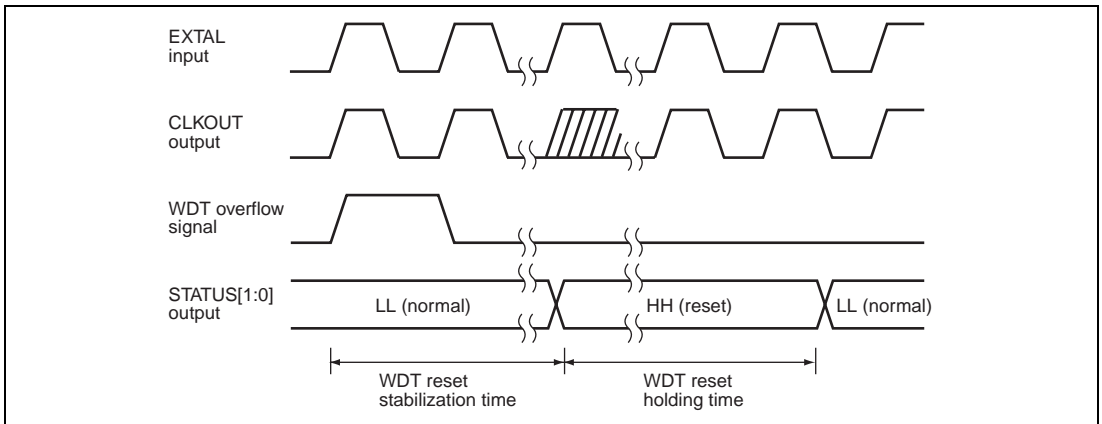 EXTAL
input
CLKOUT
output
WDT overflow
signal
STATUS[1:0]
output
LL (normal)
HH (reset)
LL (normal)
WDT reset
stabilization time
WDT reset
holding time